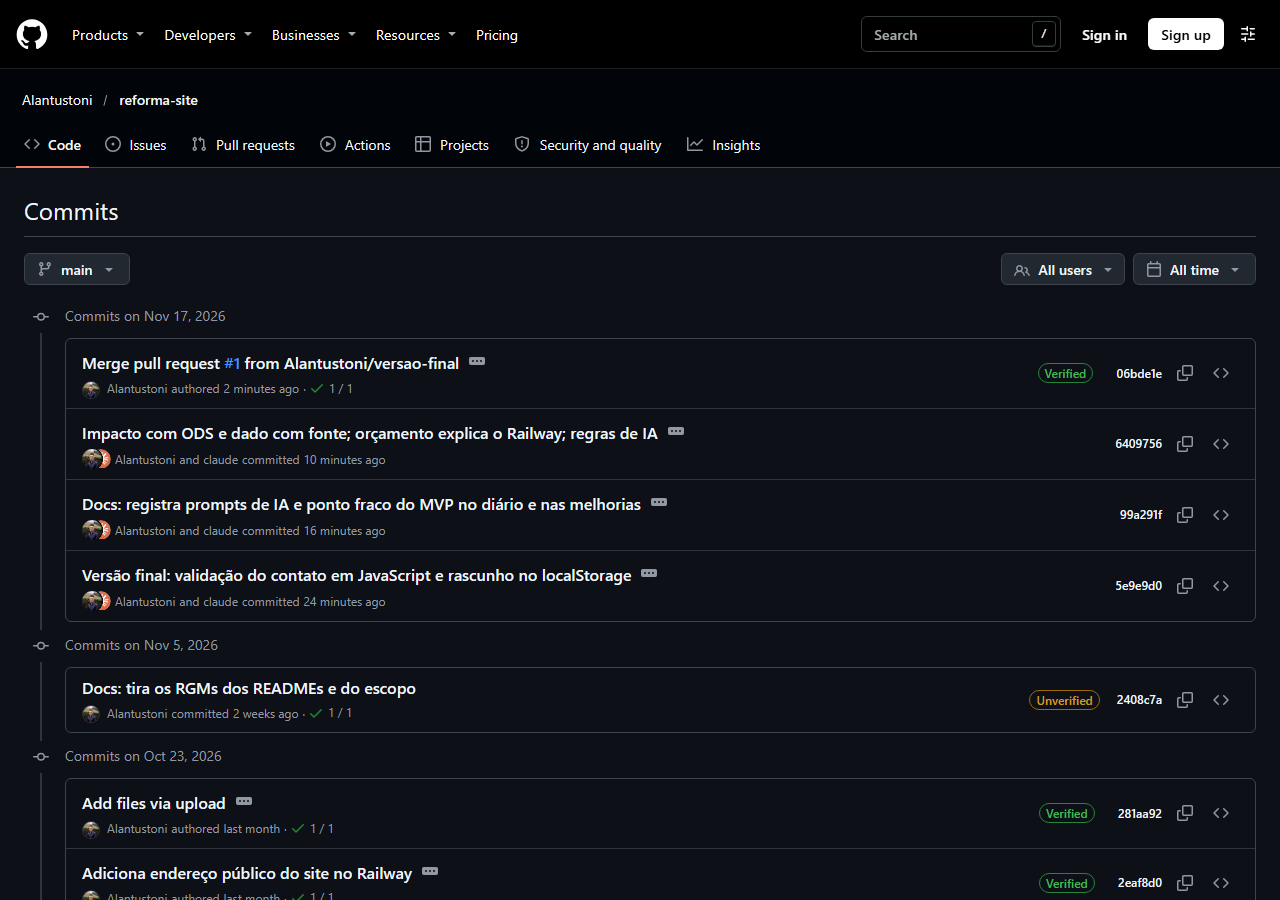 Products Developers Businesses Resources Pricing Search / Sign in Sign up
Alantustoni / reforma-site
Code Issues Pull requests Actions Projects Security and quality Insights
Commits
main All users All time
Commits on Nov 17, 2026
Merge pull request #1 from Alantustoni/versao-final
Alantustoni authored 2 minutes ago · 1 / 1
Verified 06bde1e
Impacto com ODS e dado com fonte; orçamento explica o Railway; regras de IA
Alantustoni and claude committed 10 minutes ago
6409756
Docs: registra prompts de IA e ponto fraco do MVP no diário e nas melhorias
Alantustoni and claude committed 16 minutes ago
99a291f
Versão final: validação do contato em JavaScript e rascunho no localStorage
Alantustoni and claude committed 24 minutes ago
5e9e9d0
Commits on Nov 5, 2026
Docs: tira os RGMs dos READMEs e do escopo
Alantustoni committed 2 weeks ago · 1 / 1
Unverified 2408c7a
Commits on Oct 23, 2026
Add files via upload
Alantustoni authored last month · 1 / 1
Verified 281aa92
Adiciona endereço público do site no Railway
Alantustoni authored last month · 1 / 1
Verified 2eaf8d0